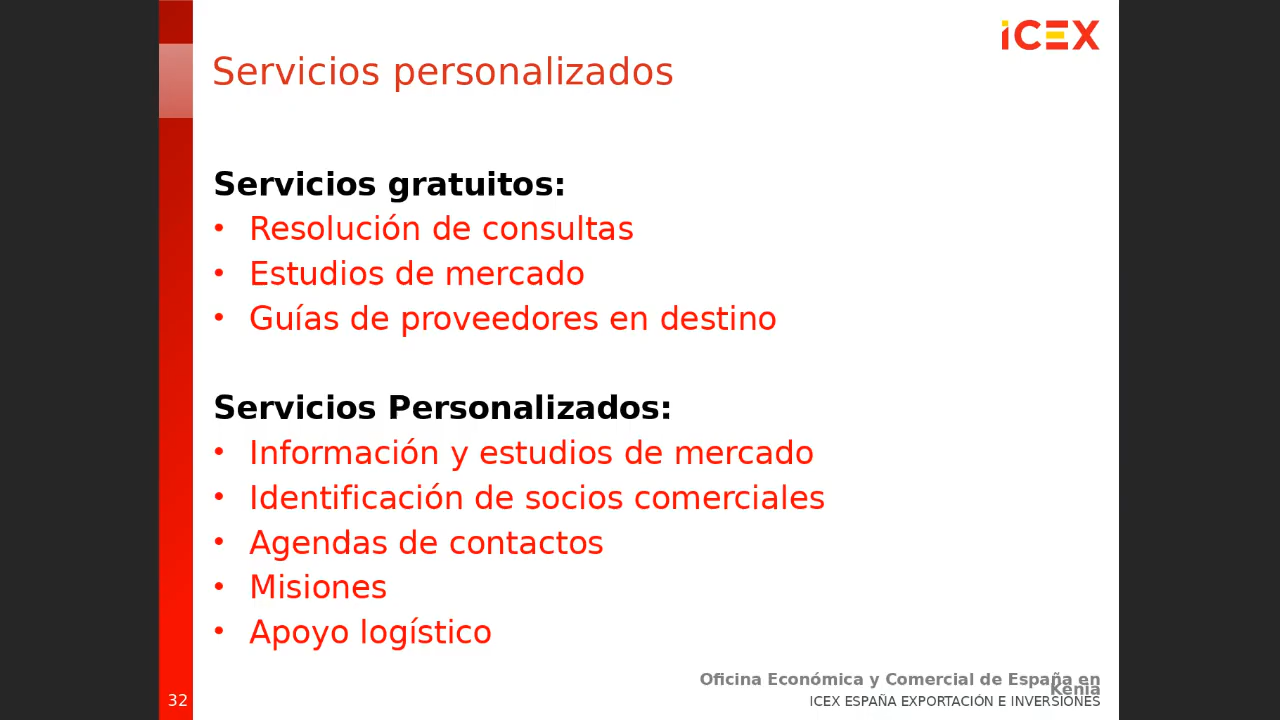 iCEX
Servicios personalizados
Servicios gratuitos:
• Resolución de consultas
• Estudios de mercado
• Guías de proveedores en destino
Servicios Personalizados:
• Información y estudios de mercado
• Identificación de socios comerciales
• Agendas de contactos
• Misiones
• Apoyo logístico
Oficina Económica y Comercial de España en
Kenia
ICEX ESPAÑA EXPORTACIÓN E INVERSIONES
32